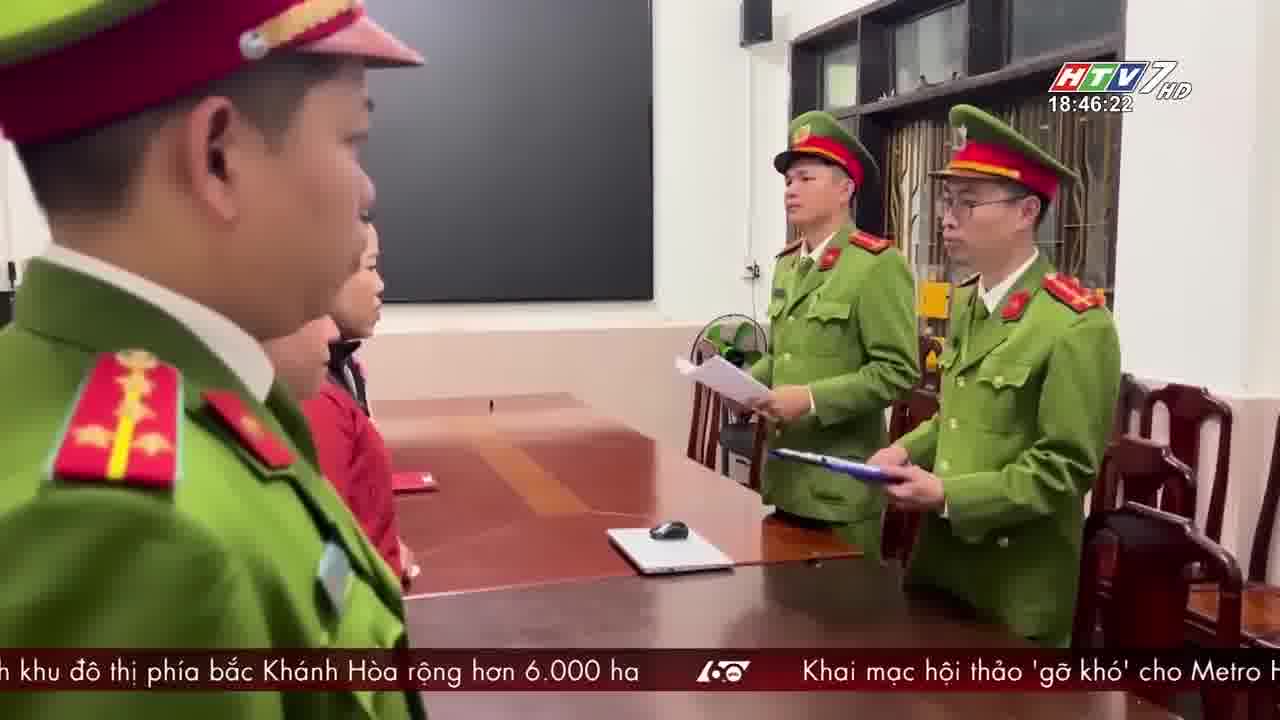 HTV7 HD
18:46:22
h khu đô thị phía bắc Khánh Hòa rộng hơn 6.000 ha
60
Khai mạc hội thảo 'gỡ khó' cho Metro H